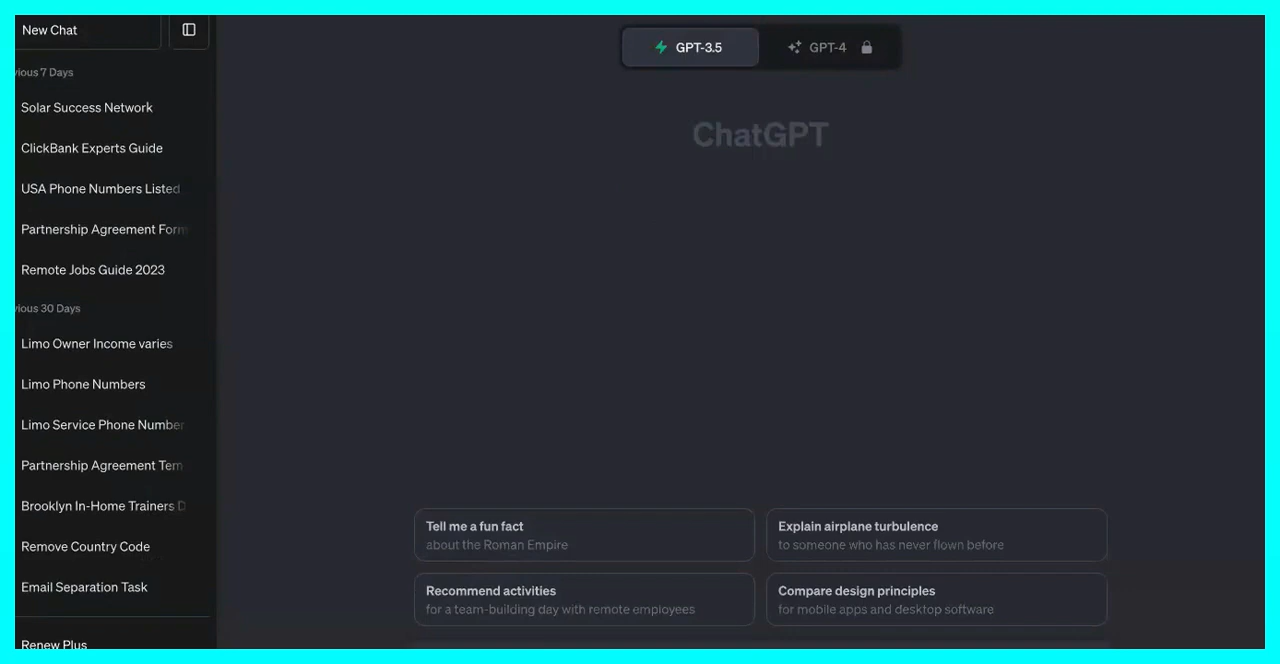 New Chat
vious 7 Days
Solar Success Network
ClickBank Experts Guide
USA Phone Numbers Listed
Partnership Agreement Form
Remote Jobs Guide 2023
vious 30 Days
Limo Owner Income varies
Limo Phone Numbers
Limo Service Phone Number
Partnership Agreement Tem
Brooklyn In-Home Trainers D
Remove Country Code
Email Separation Task
Renew Plus
GPT-3.5
GPT-4
ChatGPT
Tell me a fun fact
about the Roman Empire
Explain airplane turbulence
to someone who has never flown before
Recommend activities
for a team-building day with remote employees
Compare design principles
for mobile apps and desktop software